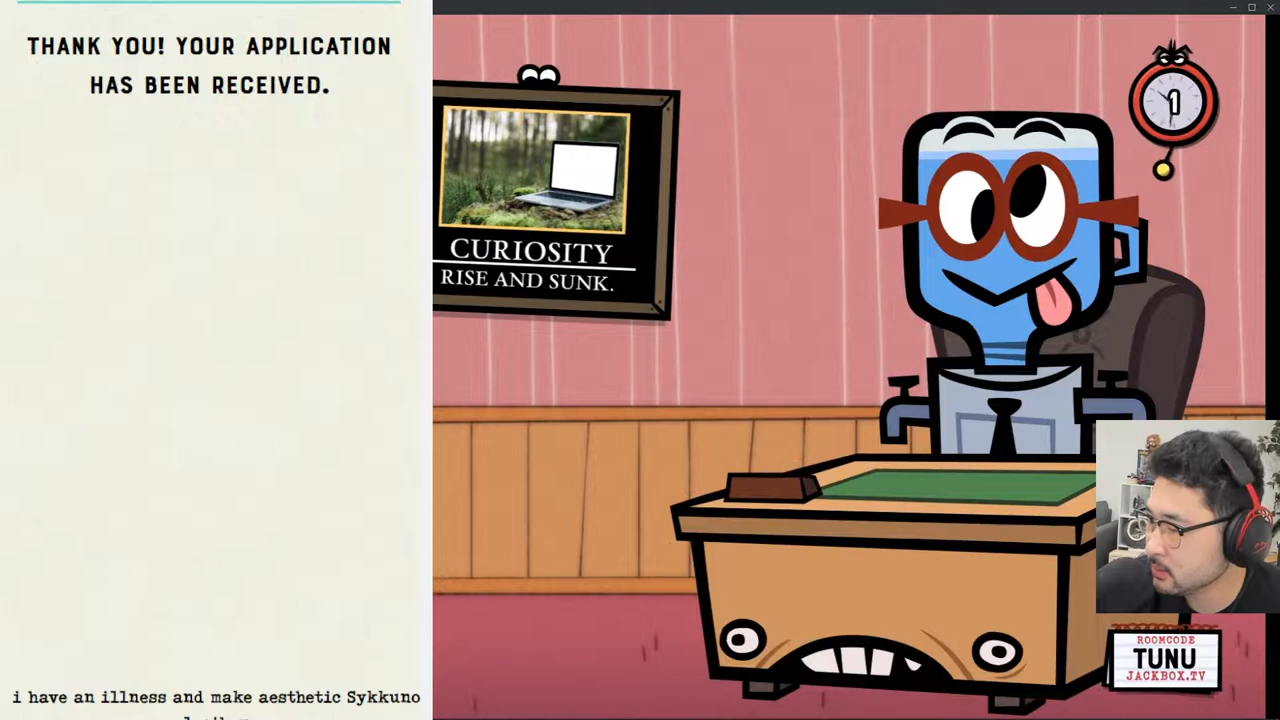 THANK YOU! YOUR APPLICATION
HAS BEEN RECEIVED.
CURIOSITY
RISE AND SUNK.
1
ROOMCODE
TUNU
JACKBOX.TV
i have an illness and make aesthetic Sykkuno